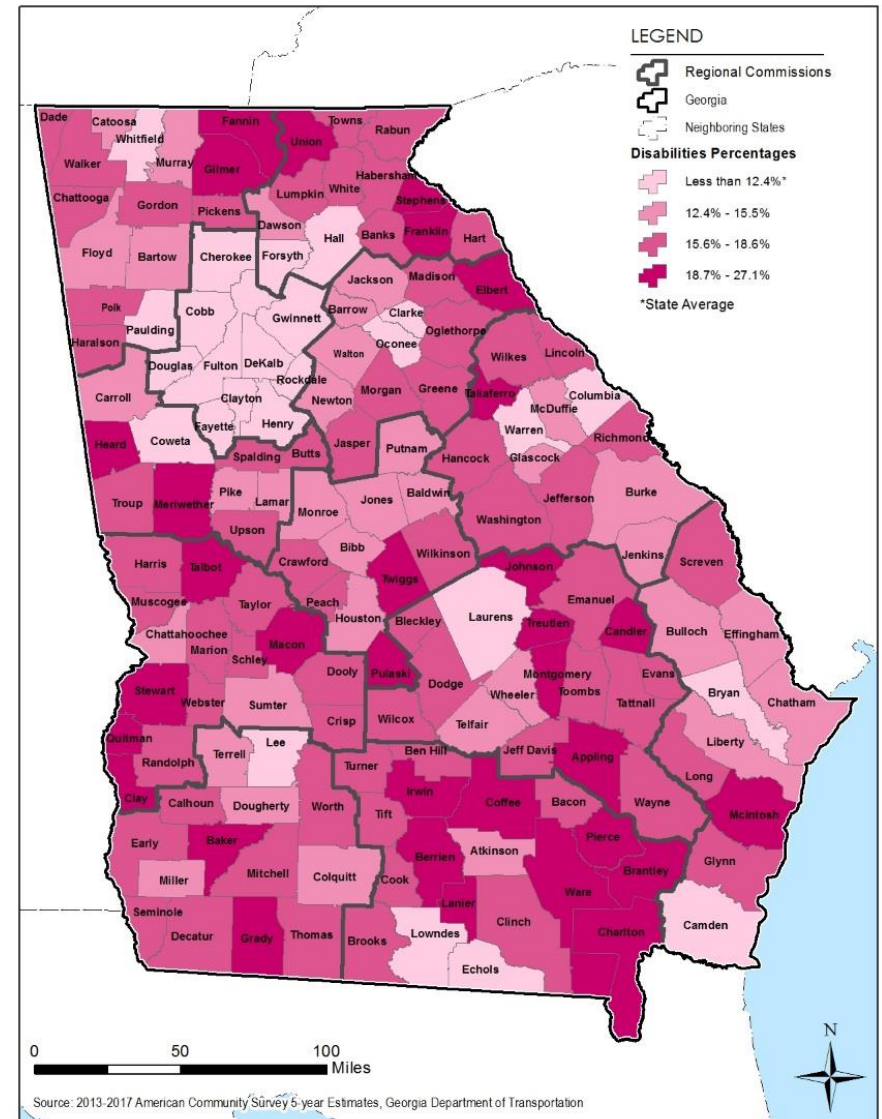 LEGEND
Regional Commissions
Georgia
Neighboring States
Disabilities Percentages
Less than 12.4%*
12.4% - 15.5%
15.6% - 18.6%
18.7% - 27.1%
*State Average
Dade
Catoosa
Whitfield
Fannin
Towns
Union
Rabun
Walker
Murray
Gilmer
Habersham
White
Lumpkin
Stephens
Chattooga
Gordon
Pickens
Dawson
Hall
Banks
Franklin
Hart
Floyd
Bartow
Cherokee
Forsyth
Jackson
Madison
Elbert
Polk
Paulding
Cobb
Gwinnett
Barrow
Clarke
Oglethorpe
Haralson
Oconee
Wilkes
Lincoln
Douglas
Fulton
DeKalb
Walton
Rockdale
Carroll
Clayton
Newton
Morgan
Greene
Taliaferro
Columbia
McDuffie
Fayette
Henry
Warren
Heard
Coweta
Richmond
Spalding
Butts
Jasper
Putnam
Hancock
Glascock
Troup
Meriwether
Pike
Lamar
Monroe
Jones
Baldwin
Jefferson
Burke
Upson
Washington
Bibb
Jenkins
Harris
Talbot
Crawford
Wilkinson
Screven
Twiggs
Johnson
Muscogee
Taylor
Peach
Houston
Bleckley
Laurens
Emanuel
Chattahoochee
Marion
Schley
Macon
Treutlen
Candler
Bulloch
Effingham
Stewart
Webster
Sumter
Dooly
Pulaski
Dodge
Wheeler
Montgomery
Toombs
Evans
Tattnall
Bryan
Chatham
Quitman
Randolph
Terrell
Lee
Crisp
Wilcox
Telfair
Liberty
Clay
Calhoun
Dougherty
Worth
Turner
Ben Hill
Jeff Davis
Appling
Long
Irwin
Coffee
Bacon
Wayne
McIntosh
Early
Baker
Mitchell
Tift
Pierce
Miller
Colquitt
Cook
Berrien
Atkinson
Brantley
Glynn
Ware
Seminole
Decatur
Grady
Thomas
Brooks
Lanier
Lowndes
Clinch
Charlton
Camden
Echols
0 50 100
Miles
N
Source: 2013-2017 American Community Survey 5-year Estimates, Georgia Department of Transportation